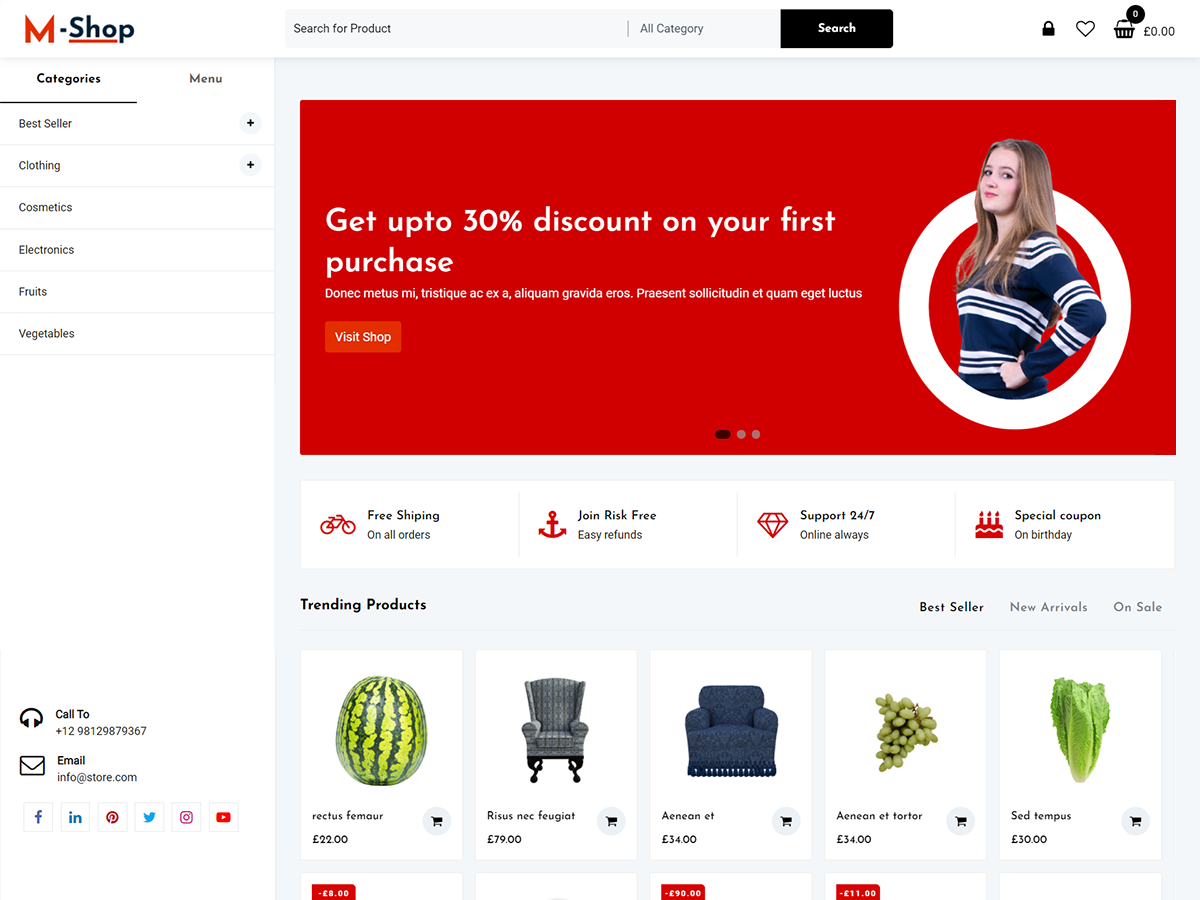 M-Shop
Search for Product
All Category
Search
0
£0.00
Categories
Menu
Best Seller
+
Clothing
+
Cosmetics
Electronics
Fruits
Vegetables
Get upto 30% discount on your first
purchase
Donec metus mi, tristique ac ex a, aliquam gravida eros. Praesent sollicitudin et quam eget luctus
Visit Shop
Free Shiping
On all orders
Join Risk Free
Easy refunds
Support 24/7
Online always
Special coupon
On birthday
Trending Products
Best Seller
New Arrivals
On Sale
rectus femaur
£22.00
Risus nec feugiat
£79.00
Aenean et
£34.00
Aenean et tortor
£34.00
Sed tempus
£30.00
-£8.00
-£90.00
-£11.00
Call To
+12 98129879367
Email
info@store.com